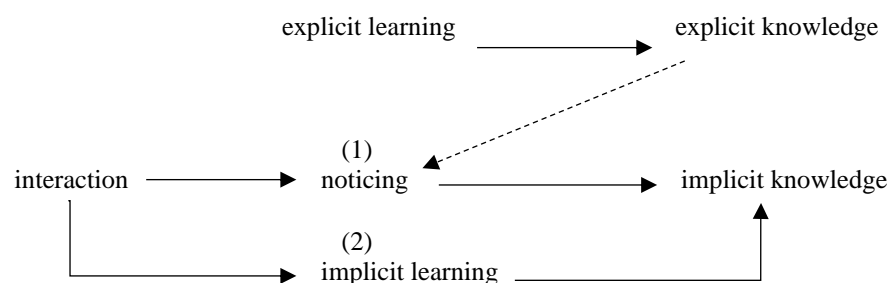 explicit learning explicit knowledge
(1)
interaction noticing implicit knowledge
(2)
implicit learning